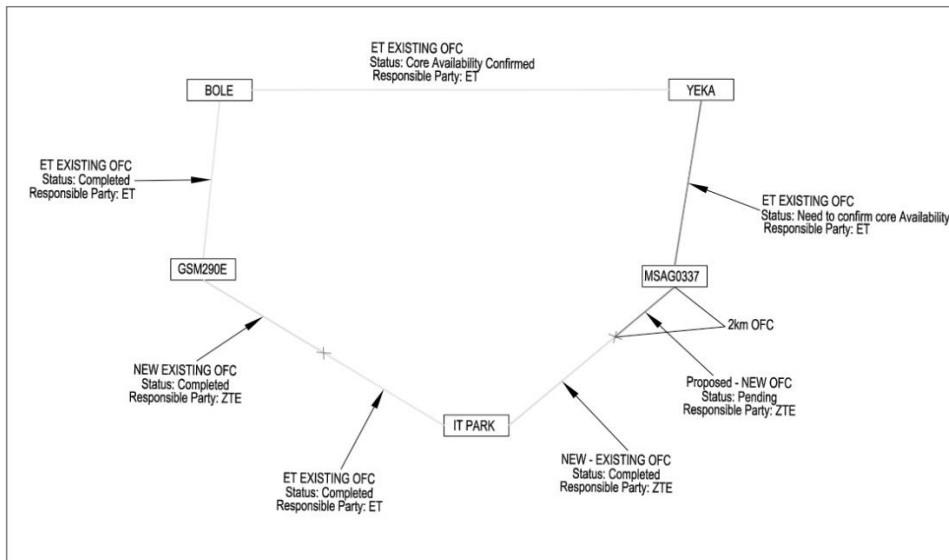 ET EXISTING OFC
Status: Core Availability Confirmed
Responsible Party: ET
BOLE
YEKA
ET EXISTING OFC
Status: Completed
Responsible Party: ET
ET EXISTING OFC
Status: Need to confirm core Availability
Responsible Party: ET
GSM290E
MSAG0337
2km OFC
NEW EXISTING OFC
Status: Completed
Responsible Party: ZTE
Proposed - NEW OFC
Status: Pending
Responsible Party: ZTE
IT PARK
ET EXISTING OFC
Status: Completed
Responsible Party: ET
NEW - EXISTING OFC
Status: Completed
Responsible Party: ZTE